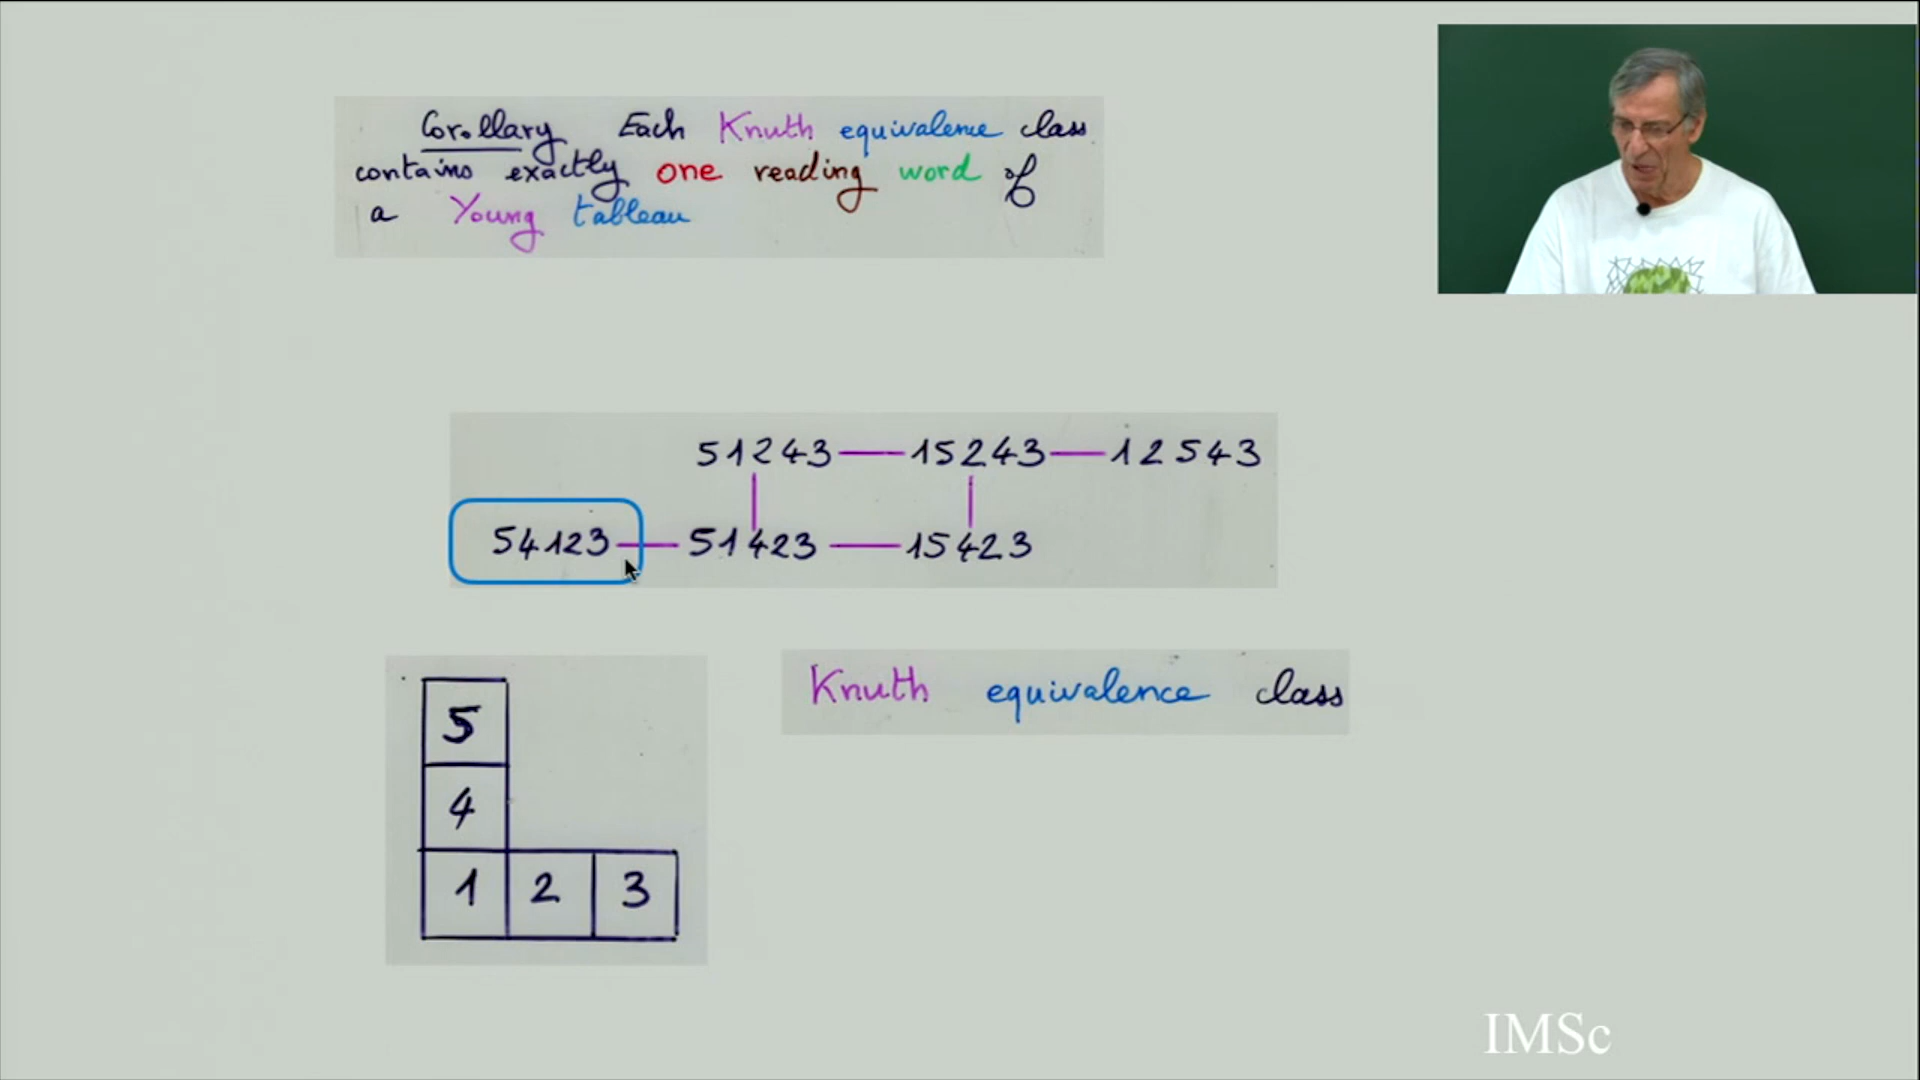 Corollary Each Knuth equivalence class
contains exactly one reading word of
a Young tableau
51243 — 15243 — 12543
54123 — 51423 — 15423
5
4
1 2 3
Knuth equivalence class
IMSc